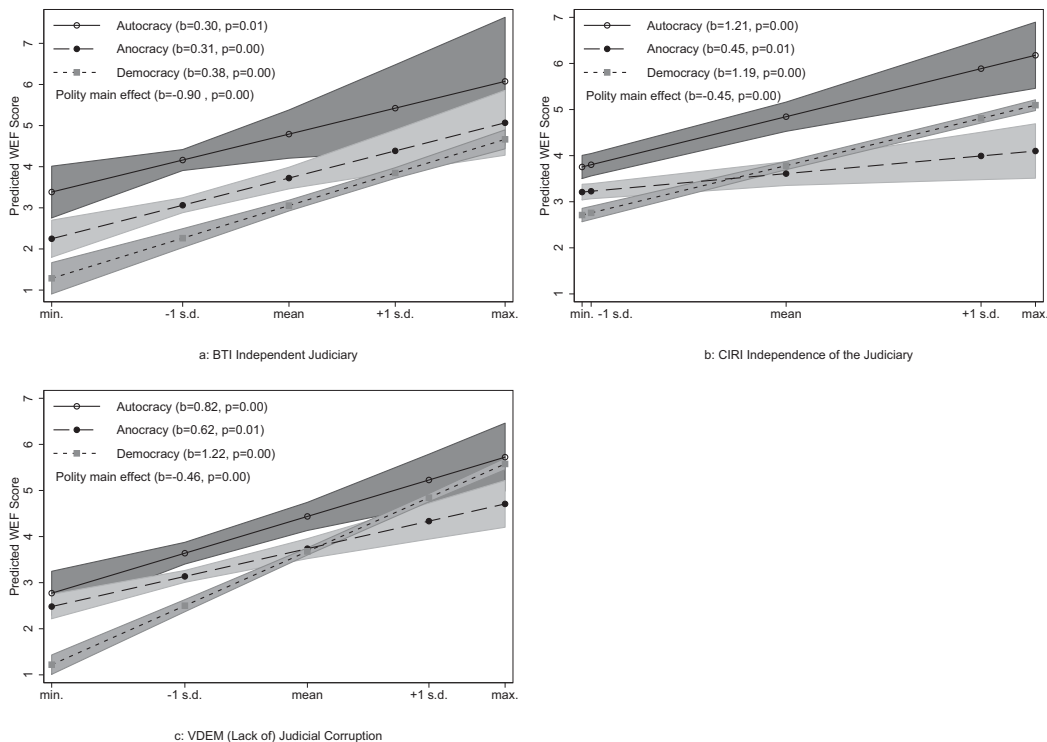 Autocracy (b=0.30, p=0.01)
Anocracy (b=0.31, p=0.00)
Democracy (b=0.38, p=0.00)
Polity main effect (b=-0.90 , p=0.00)
Predicted WEF Score
7
6
5
4
3
2
1
min. -1 s.d. mean +1 s.d. max.
a: BTI Independent Judiciary
Autocracy (b=1.21, p=0.00)
Anocracy (b=0.45, p=0.01)
Democracy (b=1.19, p=0.00)
Polity main effect (b=-0.45, p=0.00)
Predicted WEF Score
7
6
5
4
3
2
1
min. -1 s.d. mean +1 s.d. max.
b: CIRI Independence of the Judiciary
Autocracy (b=0.82, p=0.00)
Anocracy (b=0.62, p=0.01)
Democracy (b=1.22, p=0.00)
Polity main effect (b=-0.46, p=0.00)
Predicted WEF Score
7
6
5
4
3
2
1
min. -1 s.d. mean +1 s.d. max.
c: VDEM (Lack of) Judicial Corruption